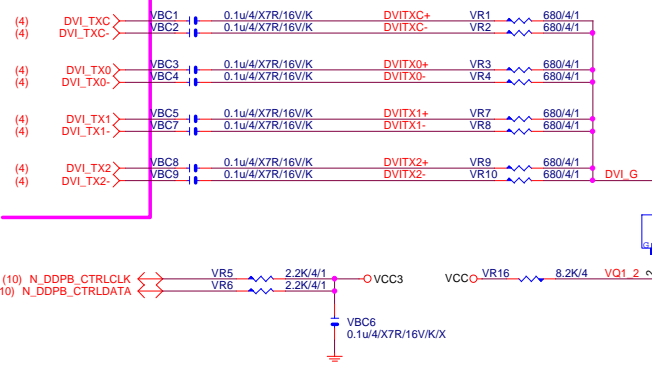 (4) DVI_TXC VBC1 0.1u/4/X7R/16V/K DVITXC+ VR1 680/4/1
(4) DVI_TXC- VBC2 0.1u/4/X7R/16V/K DVITXC- VR2 680/4/1
(4) DVI_TX0 VBC3 0.1u/4/X7R/16V/K DVITX0+ VR3 680/4/1
(4) DVI_TX0- VBC4 0.1u/4/X7R/16V/K DVITX0- VR4 680/4/1
(4) DVI_TX1 VBC5 0.1u/4/X7R/16V/K DVITX1+ VR7 680/4/1
(4) DVI_TX1- VBC7 0.1u/4/X7R/16V/K DVITX1- VR8 680/4/1
(4) DVI_TX2 VBC8 0.1u/4/X7R/16V/K DVITX2+ VR9 680/4/1
(4) DVI_TX2- VBC9 0.1u/4/X7R/16V/K DVITX2- VR10 680/4/1 DVI_G
G
(10) N_DDPB_CTRLCLK VR5 2.2K/4/1 VCC3 VCC VR16 8.2K/4 VQ1_2 2
10) N_DDPB_CTRLDATA VR6 2.2K/4/1
VBC6
0.1u/4/X7R/16V/K/X